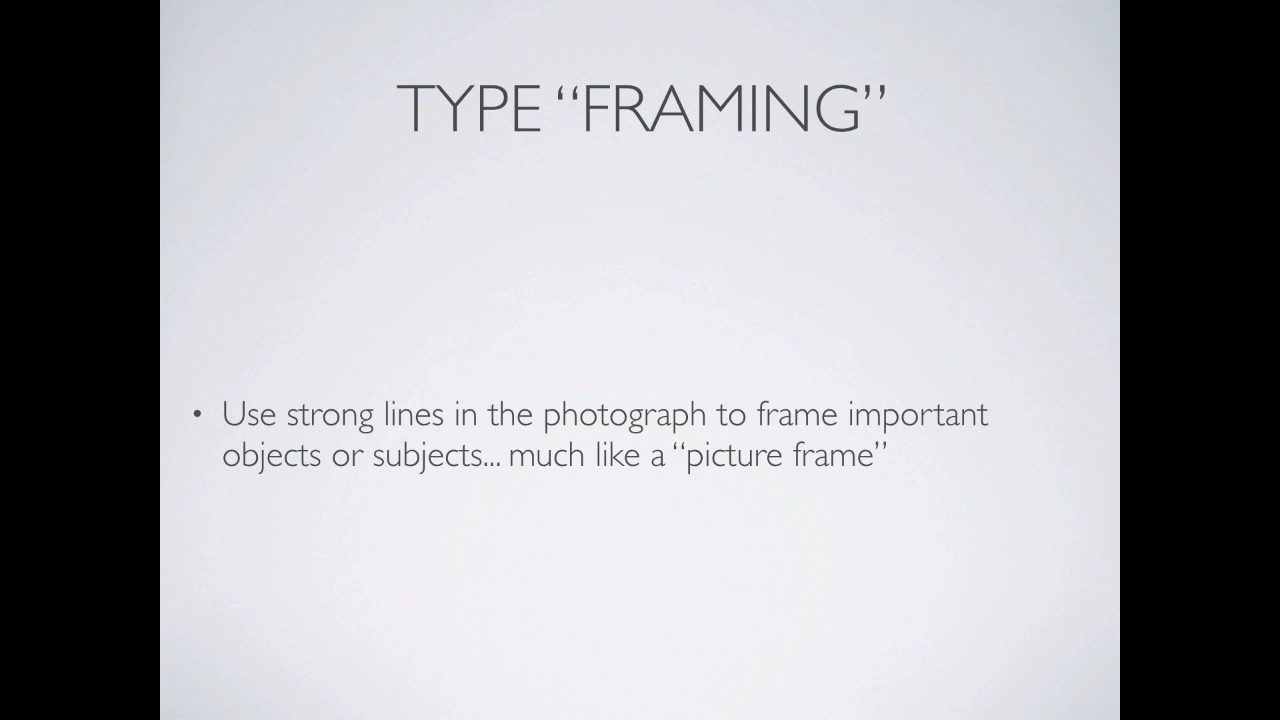 TYPE “FRAMING”
• Use strong lines in the photograph to frame important
objects or subjects... much like a “picture frame”